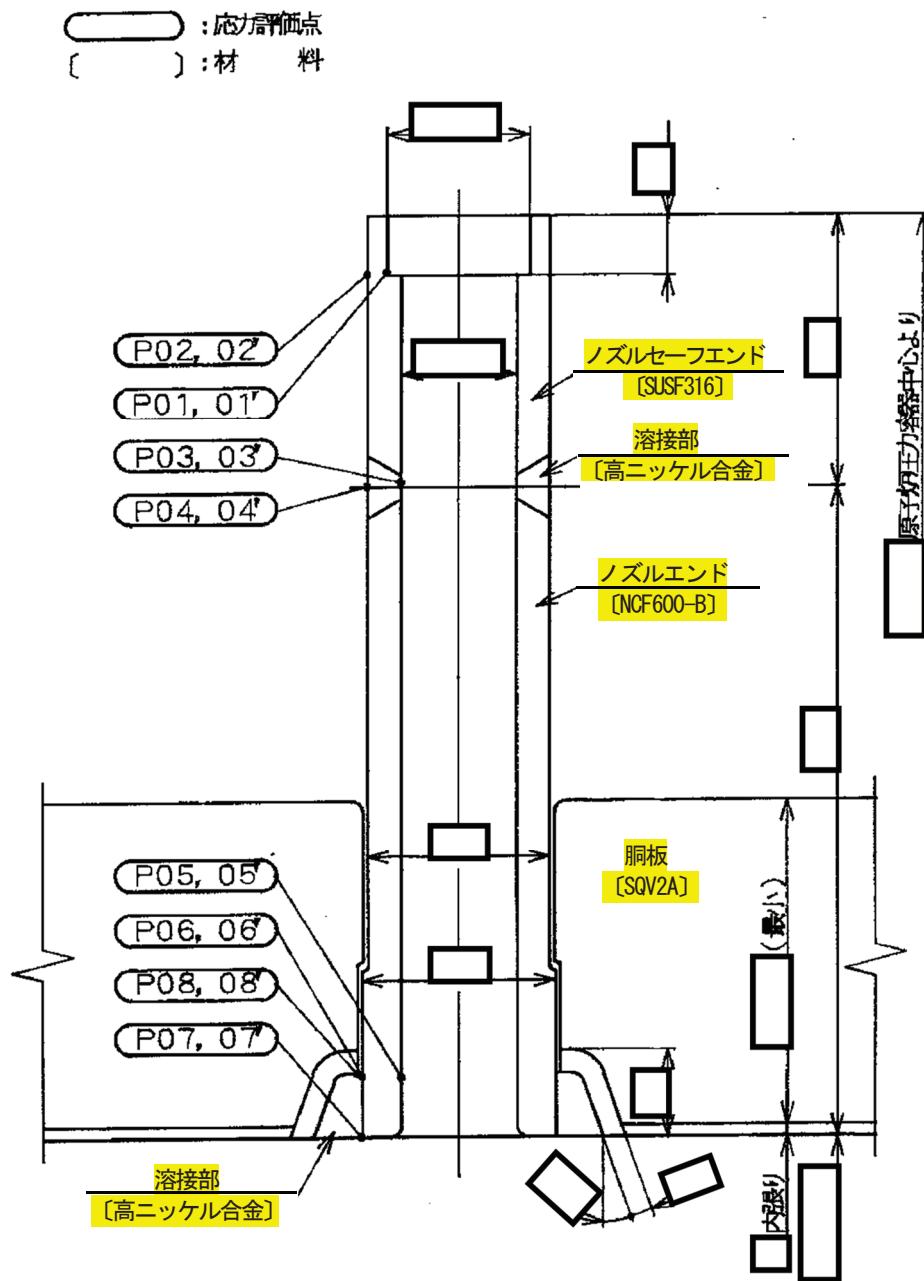 ：応力評価点
〔　　　〕：材　　料
P02, 02'
P01, 01'
P03, 03'
P04, 04'
ノズルセーフエンド
〔SUSF316〕
溶接部
〔高ニッケル合金〕
原子炉圧力容器中心より
ノズルエンド
〔NCF600-B〕
胴板
〔SQV2A〕
（最小）
P05, 05'
P06, 06'
P08, 08'
P07, 07'
溶接部
〔高ニッケル合金〕
内張り